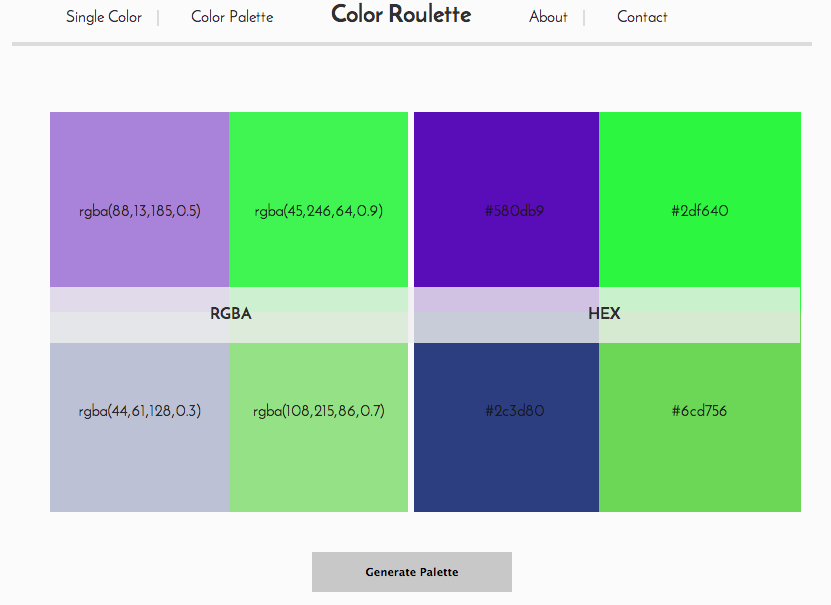 Single Color | Color Palette Color Roulette About | Contact
rgba(88,13,185,0.5) rgba(45,246,64,0.9) #580db9 #2df640
RGBA HEX
rgba(44,61,128,0.3) rgba(108,215,86,0.7) #2c3d80 #6cd756
Generate Palette